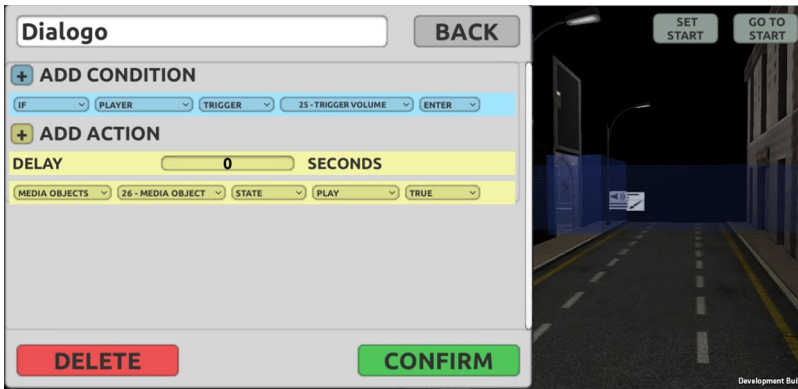 Dialogo
BACK
+ ADD CONDITION
IF PLAYER TRIGGER 25 - TRIGGER VOLUME ENTER
+ ADD ACTION
DELAY 0 SECONDS
MEDIA OBJECTS 26 - MEDIA OBJECT STATE PLAY TRUE
DELETE
CONFIRM
SET START
GO TO START
Development Bui